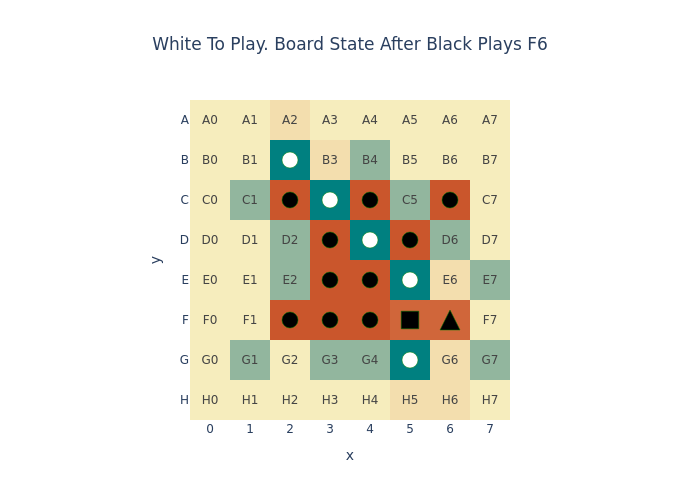 White To Play. Board State After Black Plays F6
A A0 A1 A2 A3 A4 A5 A6 A7
B B0 B1 B3 B4 B5 B6 B7
C C0 C1 C5 C7
D D0 D1 D2 D6 D7
E E0 E1 E2 E6 E7
F F0 F1 F7
G G0 G1 G2 G3 G4 G6 G7
H H0 H1 H2 H3 H4 H5 H6 H7
0 1 2 3 4 5 6 7
x
y